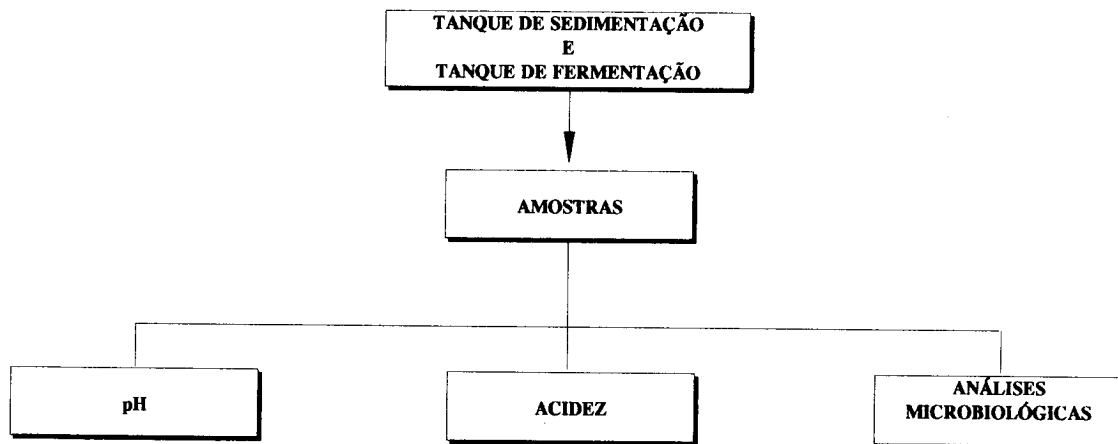 TANQUE DE SEDIMENTAÇÃO
E
TANQUE DE FERMENTAÇÃO
AMOSTRAS
pH
ACIDEZ
ANÁLISES
MICROBIOLÓGICAS